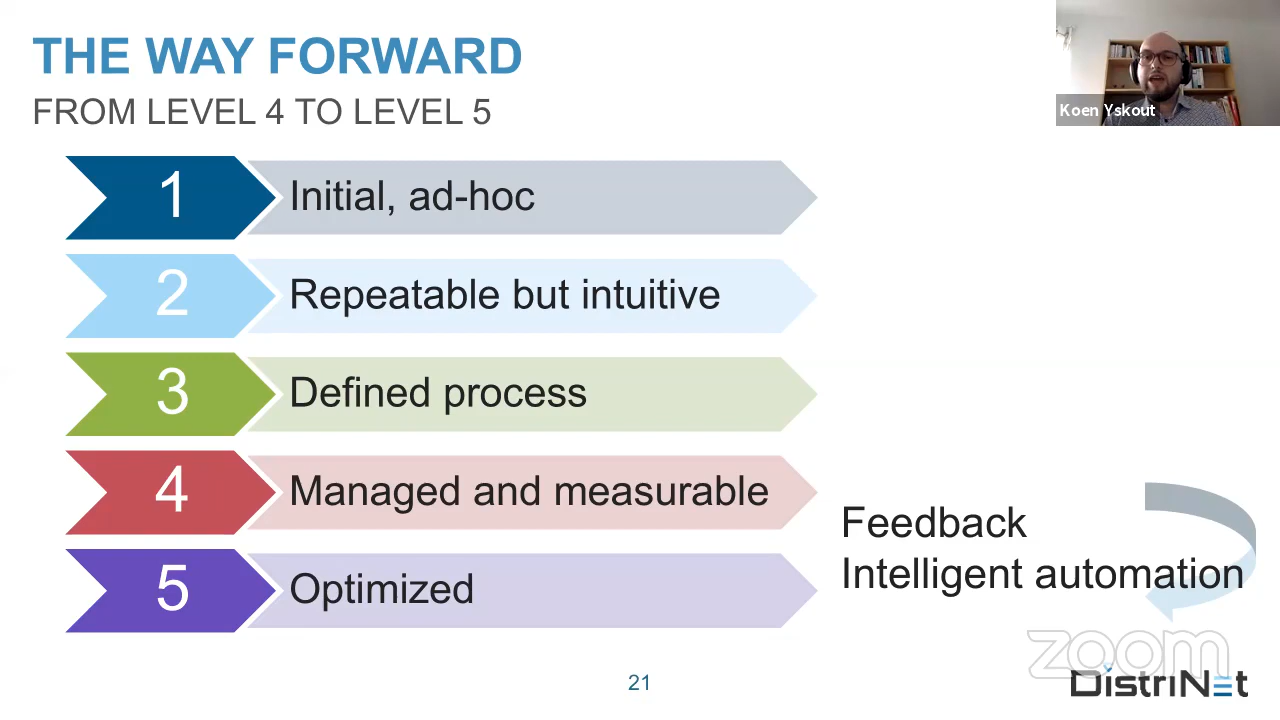 THE WAY FORWARD
FROM LEVEL 4 TO LEVEL 5
Koen Yskout
1 Initial, ad-hoc
2 Repeatable but intuitive
3 Defined process
4 Managed and measurable
5 Optimized
Feedback
Intelligent automation
zoom
DistriNet
21